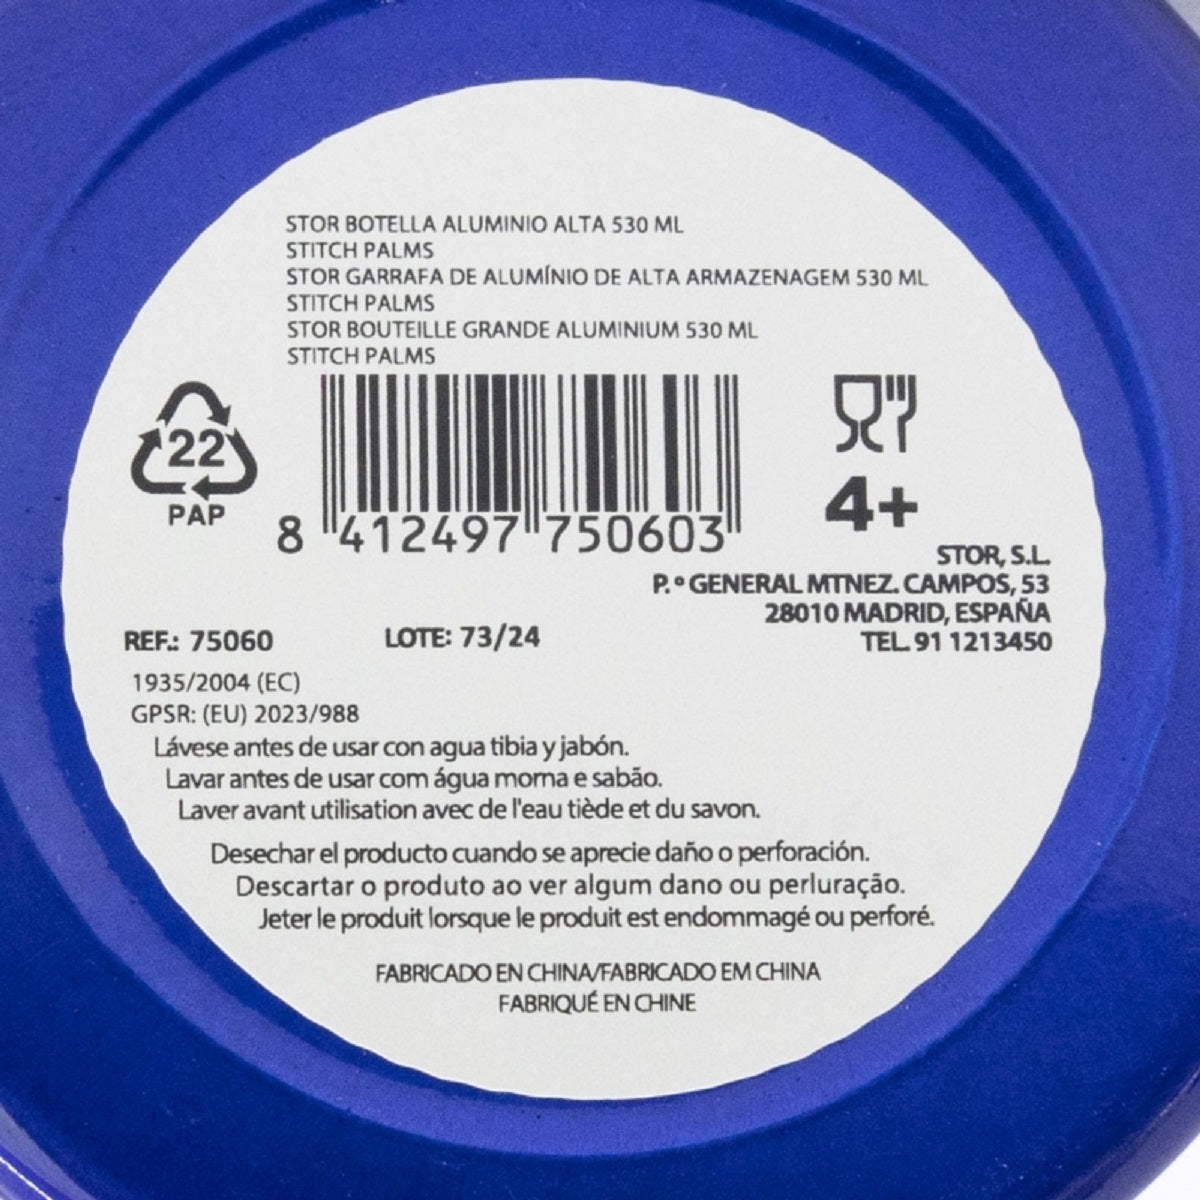 STOR BOTELLA ALUMINIO ALTA 530 ML
STITCH PALMS
STOR GARRAFA DE ALUMÍNIO DE ALTA ARMAZENAGEM 530 ML
STITCH PALMS
STOR BOUTEILLE GRANDE ALUMINIUM 530 ML
STITCH PALMS
22
PAP
8 412497 750603
4+
STOR, S.L.
P.º GENERAL MTNEZ. CAMPOS, 53
28010 MADRID, ESPAÑA
TEL. 91 1213450
REF.: 75060
LOTE: 73/24
1935/2004 (EC)
GPSR: (EU) 2023/988
Lávese antes de usar con agua tibia y jabón.
Lavar antes de usar com água morna e sabão.
Laver avant utilisation avec de l'eau tiède et du savon.
Desechar el producto cuando se aprecie daño o perforación.
Descartar o produto ao ver algum dano ou perluração.
Jeter le produit lorsque le produit est endommagé ou perforé.
FABRICADO EN CHINA/FABRICADO EM CHINA
FABRIQUÉ EN CHINE